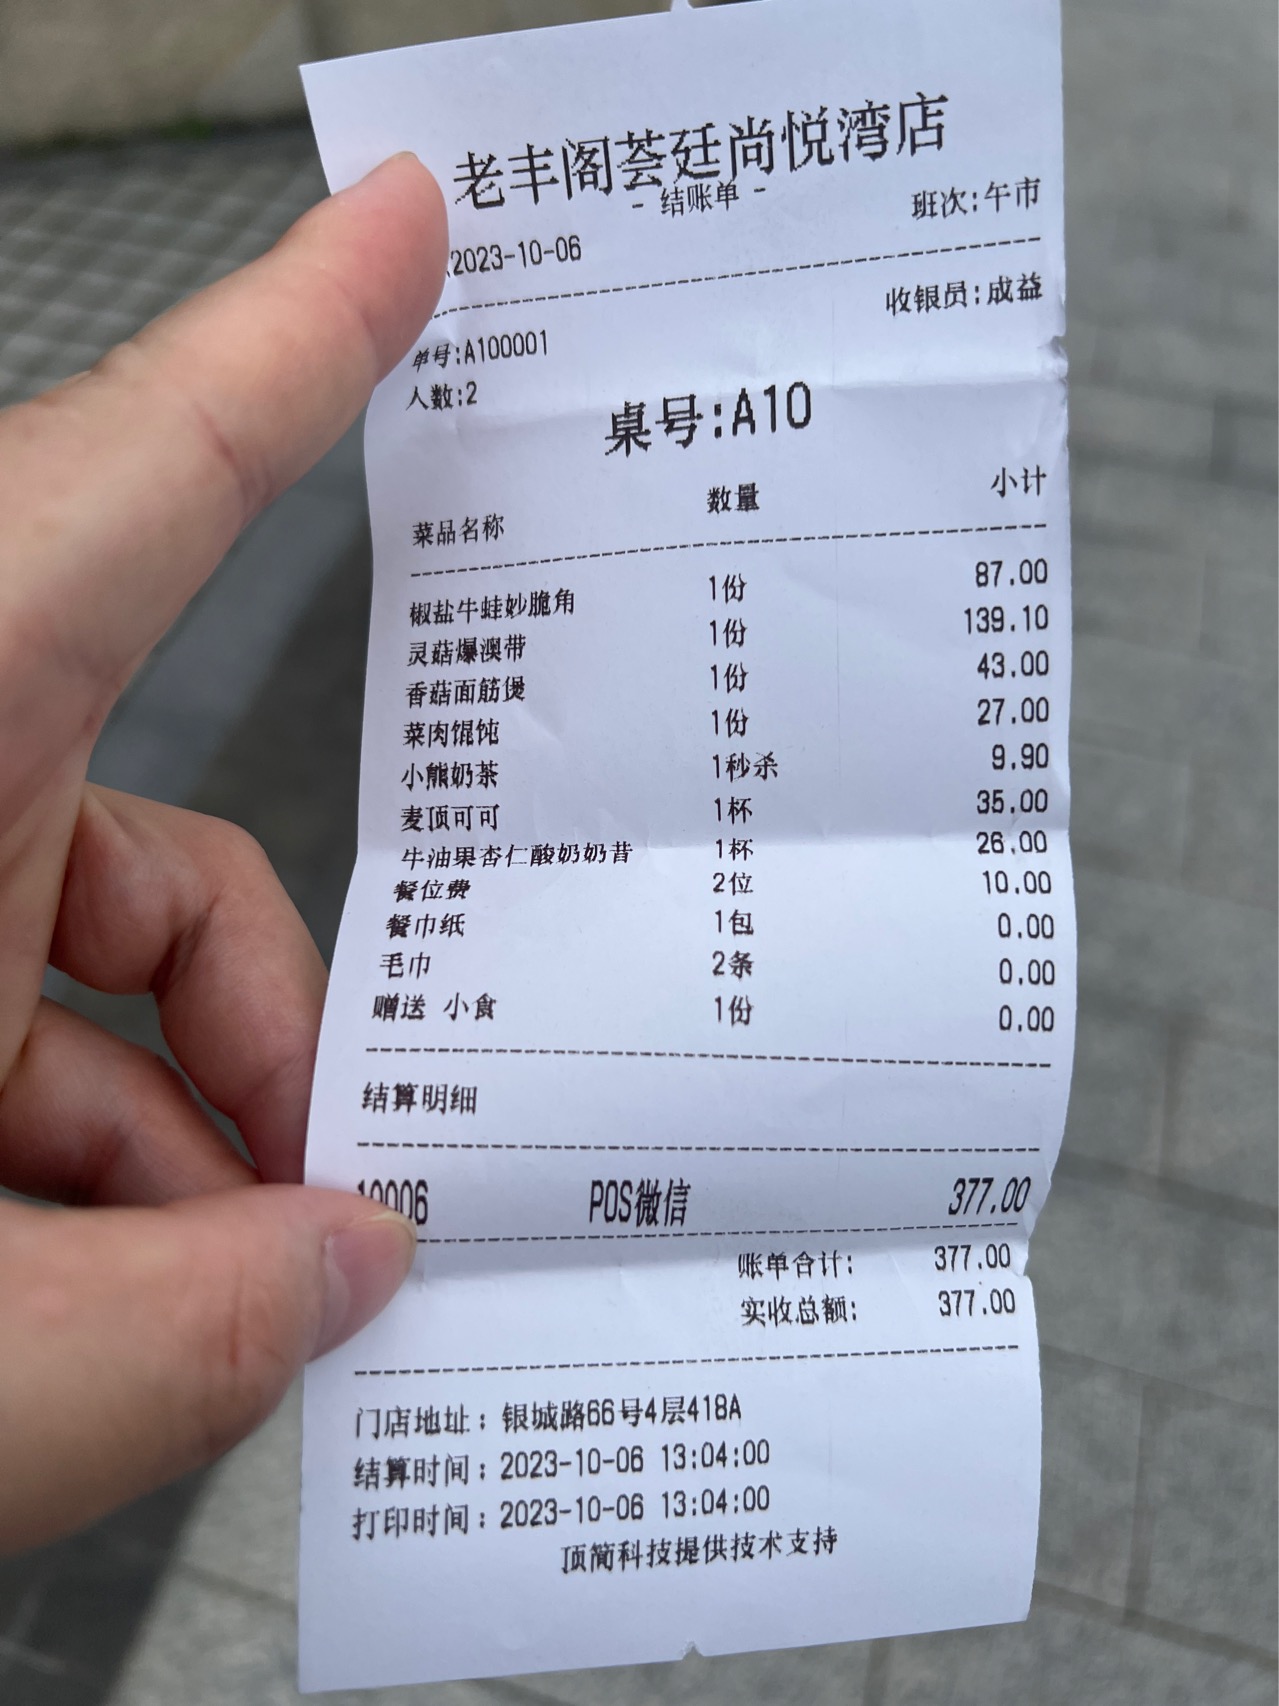 老丰阁荟廷尚悦湾店
- 结账单 -
班次:午市
2023-10-06
收银员:成益
单号:A100001
人数:2
桌号:A10
菜品名称 数量 小计
椒盐牛蛙妙脆角 1份 87.00
灵菇爆澳带 1份 139.10
香菇面筋煲 1份 43.00
菜肉馄饨 1份 27.00
小熊奶茶 1秒杀 9.90
麦顶可可 1杯 35.00
牛油果杏仁酸奶奶昔 1杯 26.00
餐位费 2位 10.00
餐巾纸 1包 0.00
毛巾 2条 0.00
赠送 小食 1份 0.00
结算明细
10006 POS微信 377.00
账单合计: 377.00
实收总额: 377.00
门店地址：银城路66号4层418A
结算时间：2023-10-06 13:04:00
打印时间：2023-10-06 13:04:00
顶简科技提供技术支持